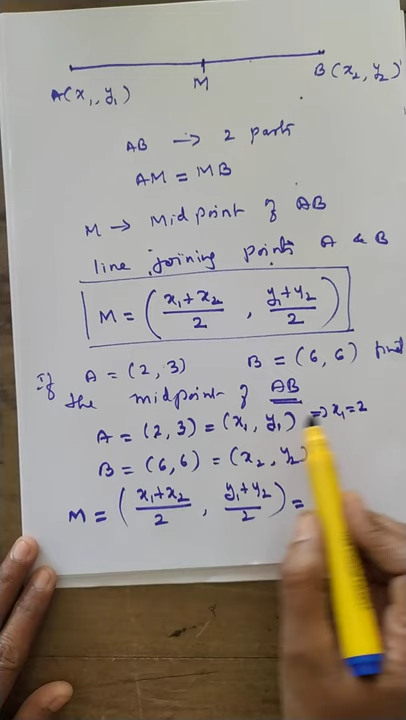 A(x₁, y₁) M B(x₂, y₂)
AB → 2 parts
AM = MB
M → Midpoint of AB
line joining points A & B
M = (x₁+x₂/2 , y₁+y₂/2)
If A = (2, 3) B = (6, 6) find
the midpoint of AB
A = (2, 3) = (x₁, y₁) ⇒ x₁=2
B = (6, 6) = (x₂, y₂)
M = (x₁+x₂/2 , y₁+y₂/2) =